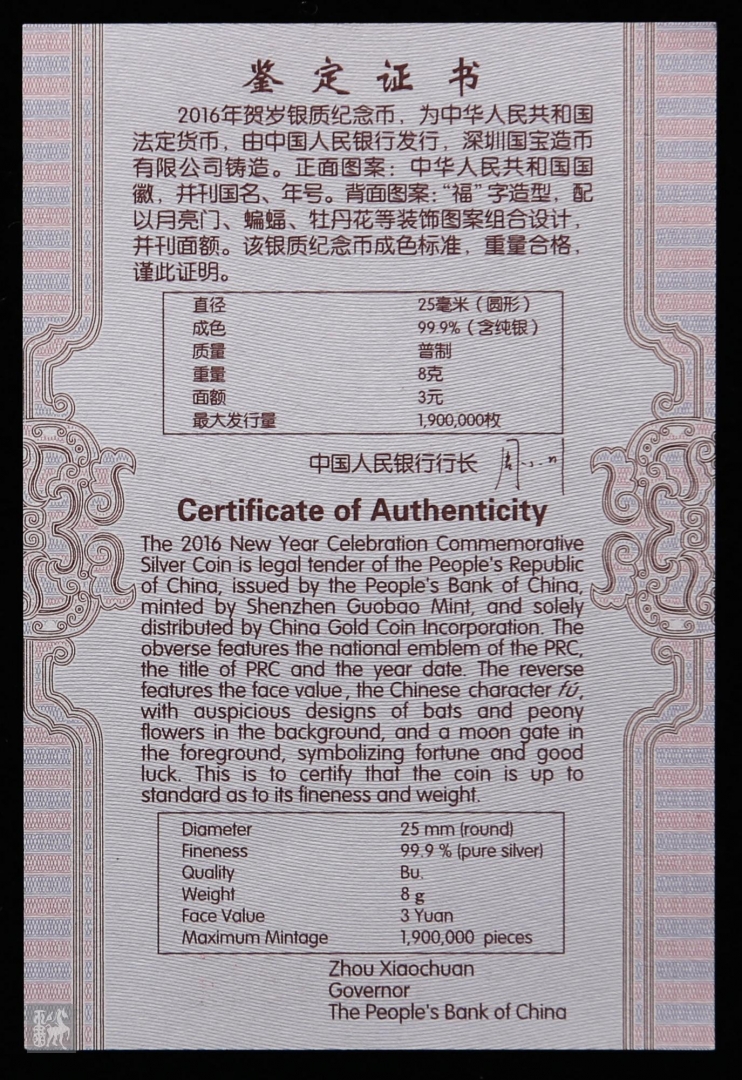 鉴定证书
2016年贺岁银质纪念币，为中华人民共和国
法定货币，由中国人民银行发行，深圳国宝造币
有限公司铸造。正面图案：中华人民共和国国
徽，并刊国名、年号。背面图案：“福”字造型，配
以月亮门、蝙蝠、牡丹花等装饰图案组合设计，
并刊面额。该银质纪念币成色标准，重量合格，
谨此证明。
直径 25毫米（圆形）
成色 99.9%（含纯银）
质量 普制
重量 8克
面额 3元
最大发行量 1,900,000枚
中国人民银行行长 周小川
Certificate of Authenticity
The 2016 New Year Celebration Commemorative
Silver Coin is legal tender of the People's Republic
of China, issued by the People's Bank of China,
minted by Shenzhen Guobao Mint, and solely
distributed by China Gold Coin Incorporation. The
obverse features the national emblem of the PRC,
the title of PRC and the year date. The reverse
features the face value, the Chinese character fú,
with auspicious designs of bats and peony
flowers in the background, and a moon gate in
the foreground, symbolizing fortune and good
luck. This is to certify that the coin is up to
standard as to its fineness and weight.
Diameter 25 mm (round)
Fineness 99.9 % (pure silver)
Quality Bu.
Weight 8 g
Face Value 3 Yuan
Maximum Mintage 1,900,000 pieces
Zhou Xiaochuan
Governor
The People's Bank of China